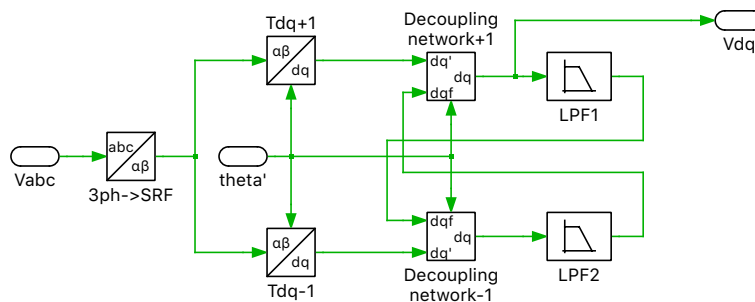 Tdq+1
αβ
dq
Decoupling
network+1
dq'
dq
dqf
LPF1
Vdq
Vabc
abc
αβ
3ph->SRF
theta'
αβ
dq
Tdq-1
dqf
dq
dq'
Decoupling
network-1
LPF2